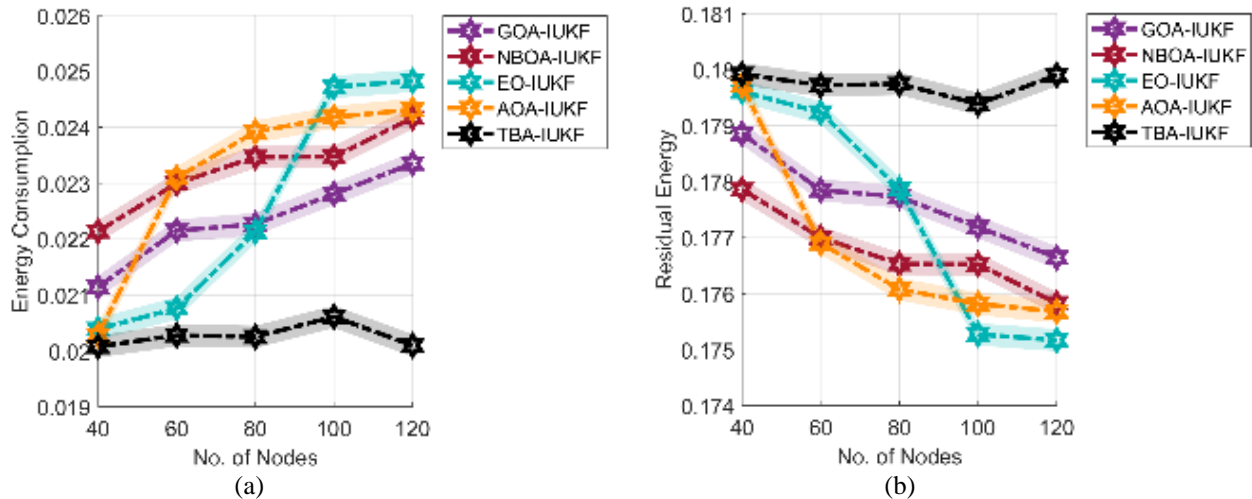 0.026
0.025
0.024
0.023
0.022
0.021
0.02
0.019
Energy Consumption
40 60 80 100 120
No. of Nodes
GOA-IUKF
NBOA-IUKF
EO-IUKF
AOA-IUKF
TBA-IUKF
(a)
0.181
0.18
0.179
0.178
0.177
0.176
0.175
0.174
Residual Energy
40 60 80 100 120
No. of Nodes
GOA-IUKF
NBOA-IUKF
EO-IUKF
AOA-IUKF
TBA-IUKF
(b)